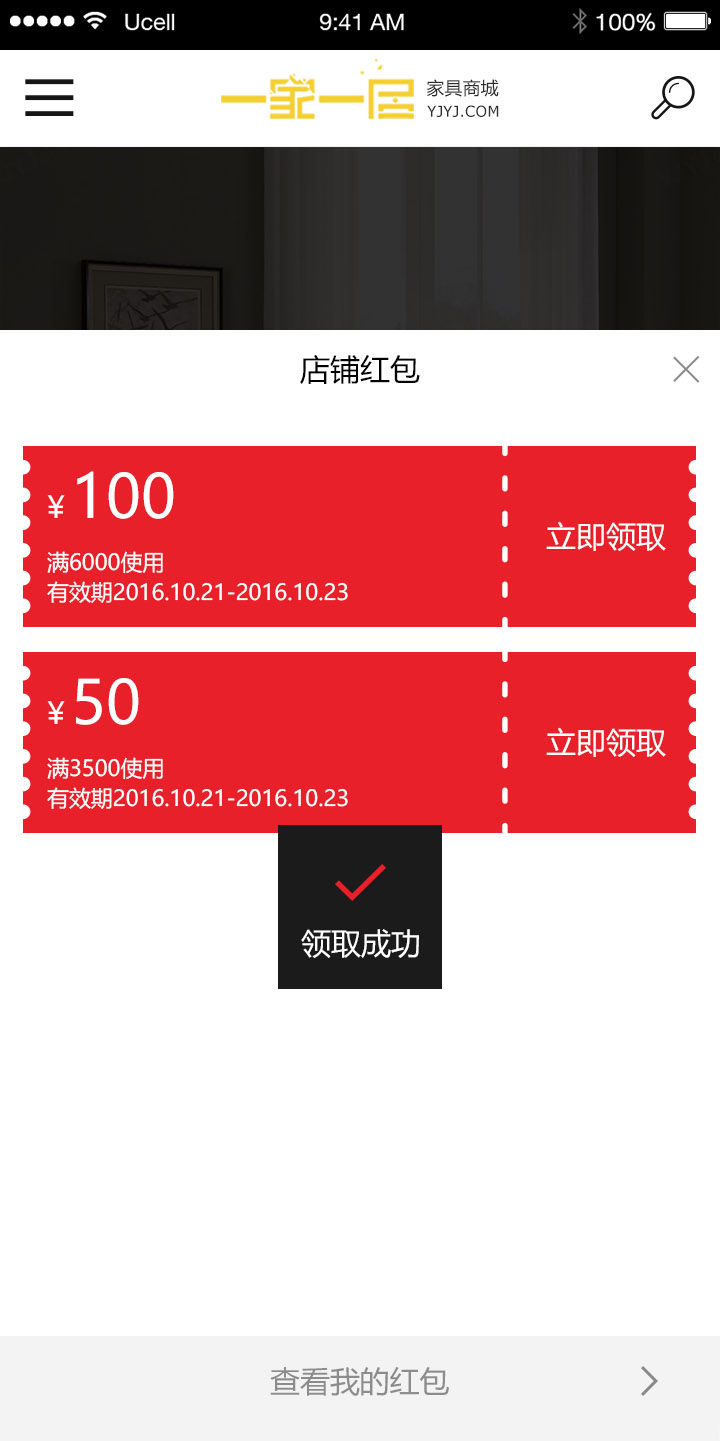 Ucell 9:41 AM 100%
一家一居 家具商城
YJYJ.COM
店铺红包
¥100
满6000使用
有效期2016.10.21-2016.10.23
立即领取
¥50
满3500使用
有效期2016.10.21-2016.10.23
立即领取
领取成功
查看我的红包